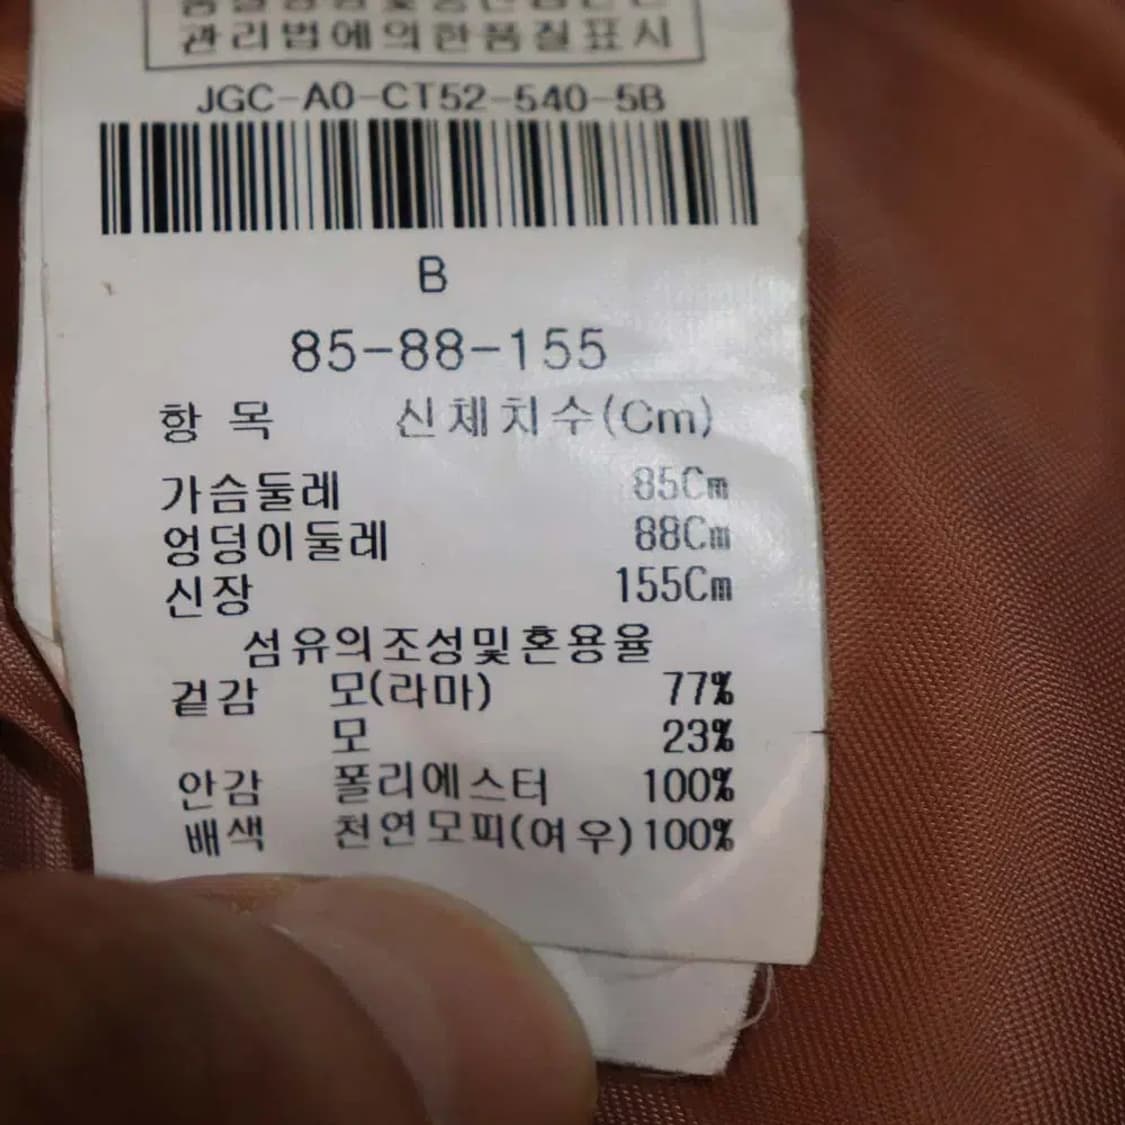 관리법에의한품질표시
JGC-A0-CT52-540-5B
B
85-88-155
항 목 신체치수(Cm)
가슴둘레 85Cm
엉덩이둘레 88Cm
신장 155Cm
섬유의조성및혼용율
겉감 모(라마) 77%
모 23%
안감 폴리에스터 100%
배색 천연모피(여우) 100%